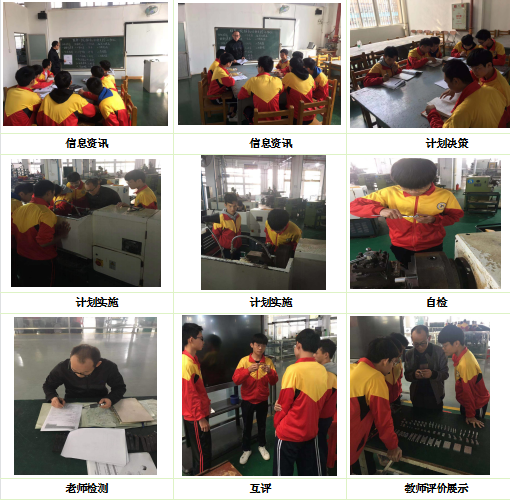 信息资讯
信息资讯
计划决策
计划实施
计划实施
自检
老师检测
互评
教师评价展示